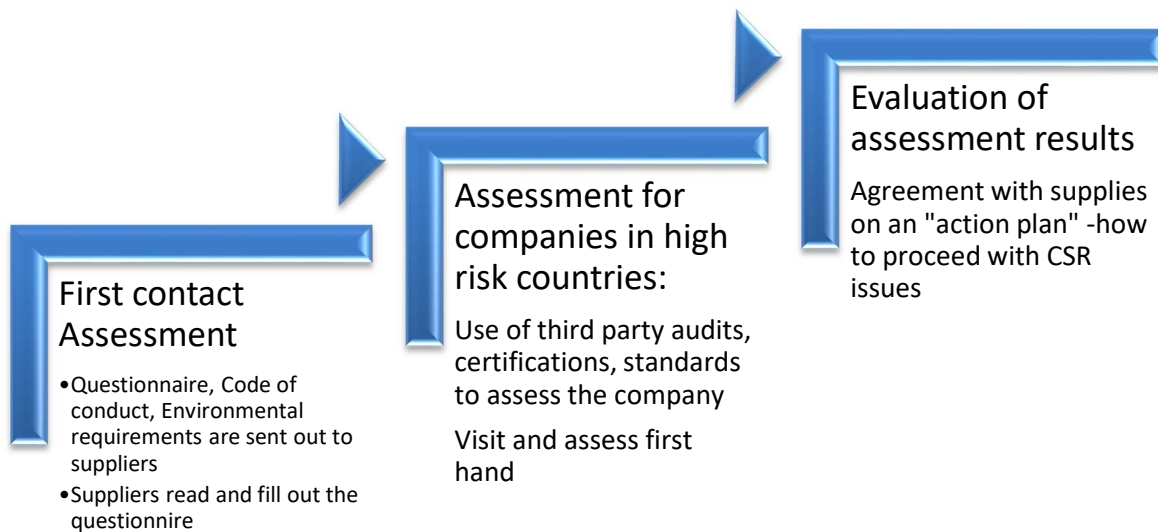 First contact
Assessment
•Questionnaire, Code of
conduct, Environmental
requirements are sent out to
suppliers
•Suppliers read and fill out the
questionnire
Assessment for
companies in high
risk countries:
Use of third party audits,
certifications, standards
to assess the company
Visit and assess first
hand
Evaluation of
assessment results
Agreement with supplies
on an "action plan" -how
to proceed with CSR
issues